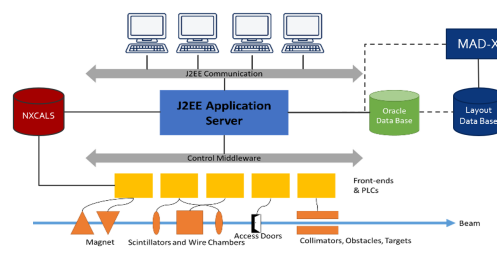 MAD-X
J2EE Communication
NXCALS
J2EE Application
Server
Oracle
Data Base
Layout
Data Base
Control Middleware
Front-ends
& PLCs
Beam
Magnet
Scintillators and Wire Chambers
Access Doors
Collimators, Obstacles, Targets